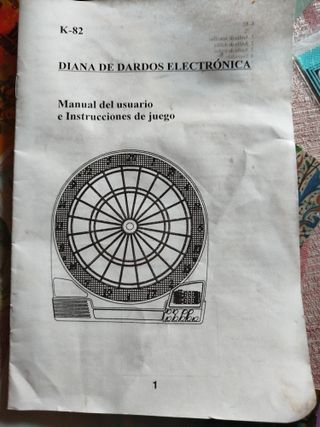 K-82
DIANA DE DARDOS ELECTRÓNICA
Manual del usuario
e Instrucciones de juego
1